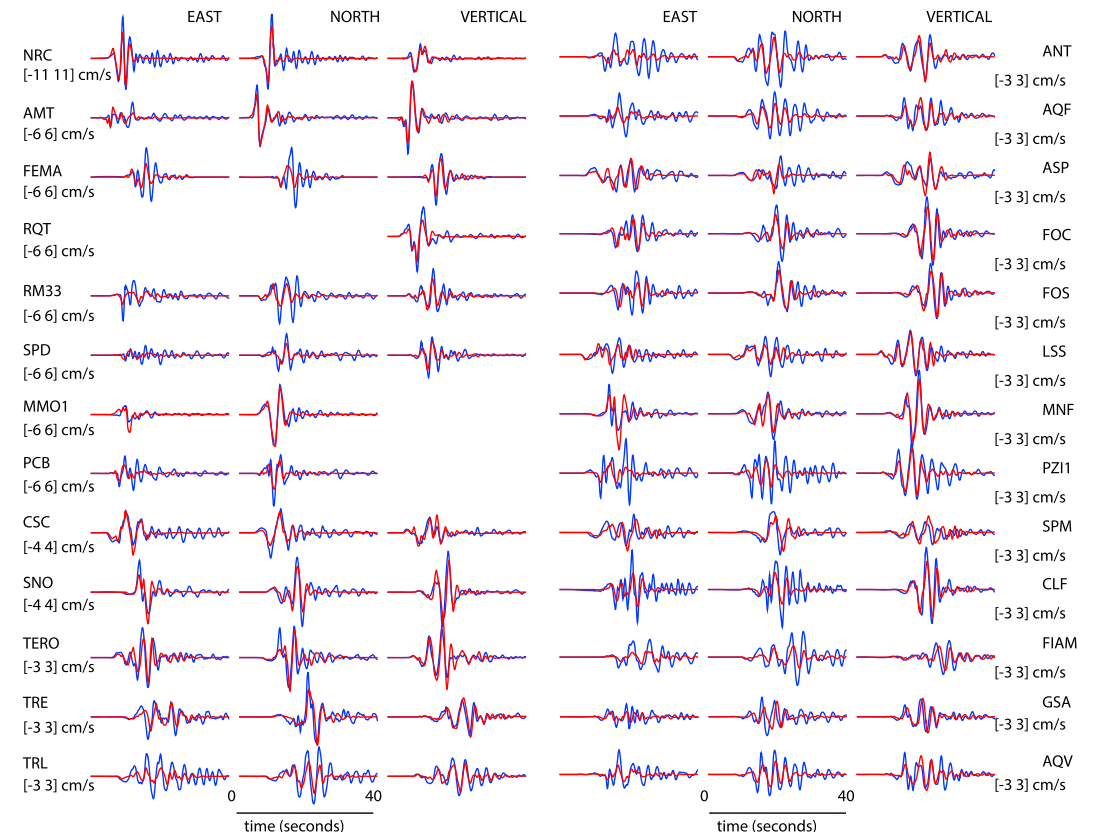 EAST NORTH VERTICAL EAST NORTH VERTICAL
NRC
[-11 11] cm/s
AMT
[-6 6] cm/s
FEMA
[-6 6] cm/s
RQT
[-6 6] cm/s
RM33
[-6 6] cm/s
SPD
[-6 6] cm/s
MMO1
[-6 6] cm/s
PCB
[-6 6] cm/s
CSC
[-4 4] cm/s
SNO
[-4 4] cm/s
TERO
[-3 3] cm/s
TRE
[-3 3] cm/s
TRL
[-3 3] cm/s
0 40
time (seconds)
ANT
[-3 3] cm/s
AQF
[-3 3] cm/s
ASP
[-3 3] cm/s
FOC
[-3 3] cm/s
FOS
[-3 3] cm/s
LSS
[-3 3] cm/s
MNF
[-3 3] cm/s
PZI1
[-3 3] cm/s
SPM
[-3 3] cm/s
CLF
[-3 3] cm/s
FIAM
[-3 3] cm/s
GSA
[-3 3] cm/s
AQV
[-3 3] cm/s
0 40
time (seconds)